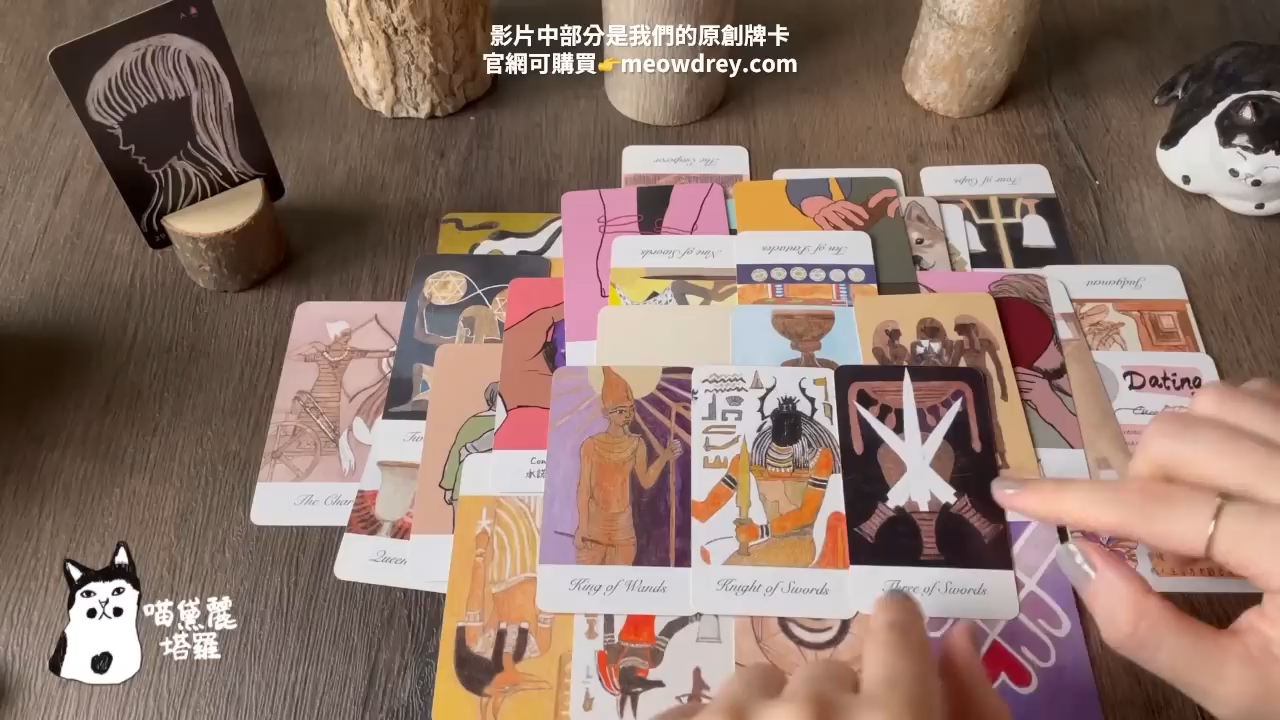 影片中部分是我們的原創牌卡
官網可購買👉meowdrey.com
The Emperor
Four of Cups
Nine of Swords
Ten of Pentacles
Judgement
Dating
The Char
Queen
King of Wands
Knight of Swords
Three of Swords
喵黛麗
塔羅